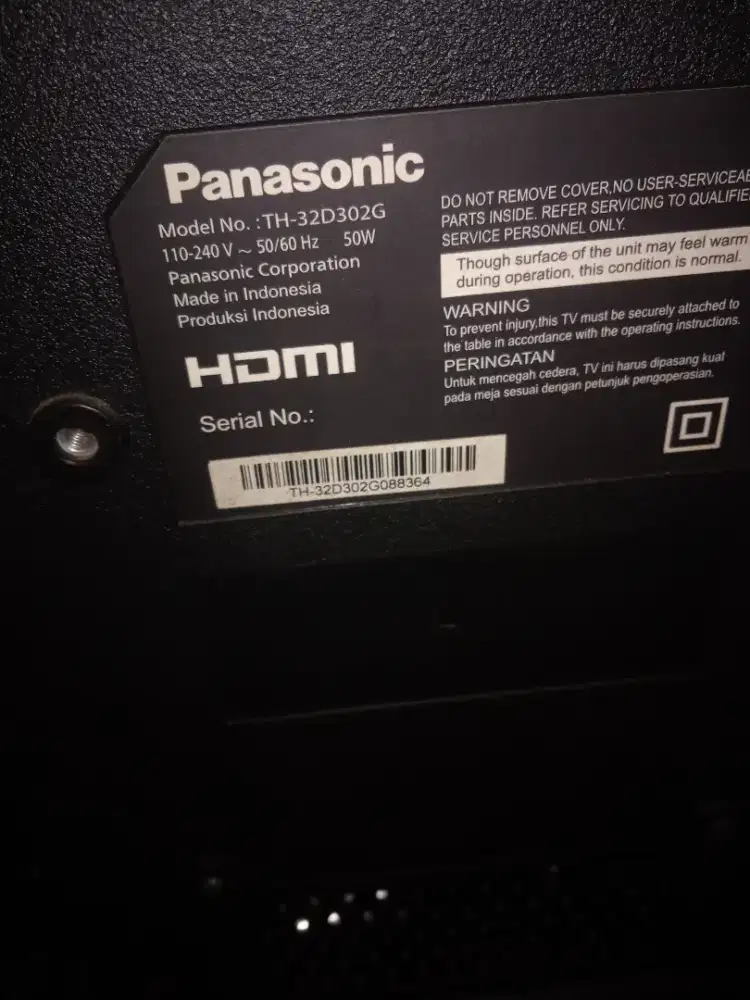 Panasonic
Model No. :TH-32D302G
110-240 V ~ 50/60 Hz 50W
Panasonic Corporation
Made in Indonesia
Produksi Indonesia
HDMI
Serial No.:
TH-32D302G088364
DO NOT REMOVE COVER,NO
PARTS INSIDE. REFER SERVICING TO
SERVICE PERSONNEL ONLY.
Though surface of the unit may feel warm
during operation, this condition is normal.
WARNING
To prevent injury,this TV must be securely attached to
the table in accordance with the operating instructions.
PERINGATAN
Untuk mencegah cedera, TV ini harus dipasang kuat
pada meja sesuai dengan petunjuk pengoperasian.